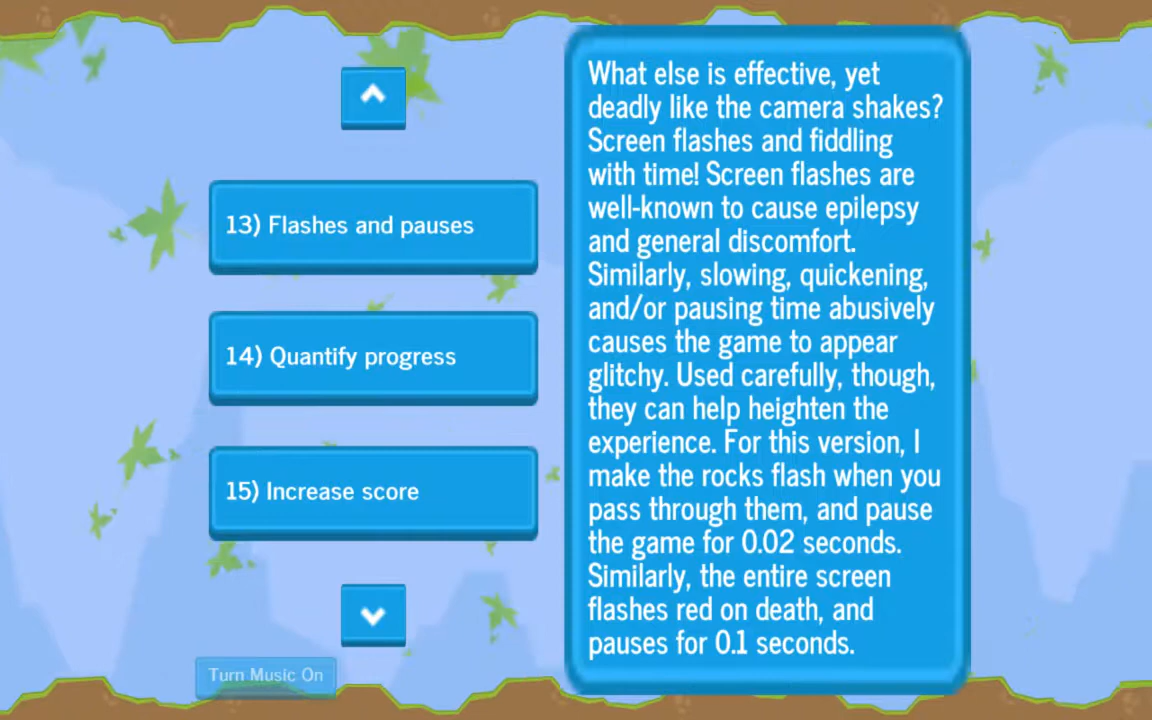 13) Flashes and pauses
14) Quantify progress
15) Increase score
Turn Music On
What else is effective, yet
deadly like the camera shakes?
Screen flashes and fiddling
with time! Screen flashes are
well-known to cause epilepsy
and general discomfort.
Similarly, slowing, quickening,
and/or pausing time abusively
causes the game to appear
glitchy. Used carefully, though,
they can help heighten the
experience. For this version, I
make the rocks flash when you
pass through them, and pause
the game for 0.02 seconds.
Similarly, the entire screen
flashes red on death, and
pauses for 0.1 seconds.